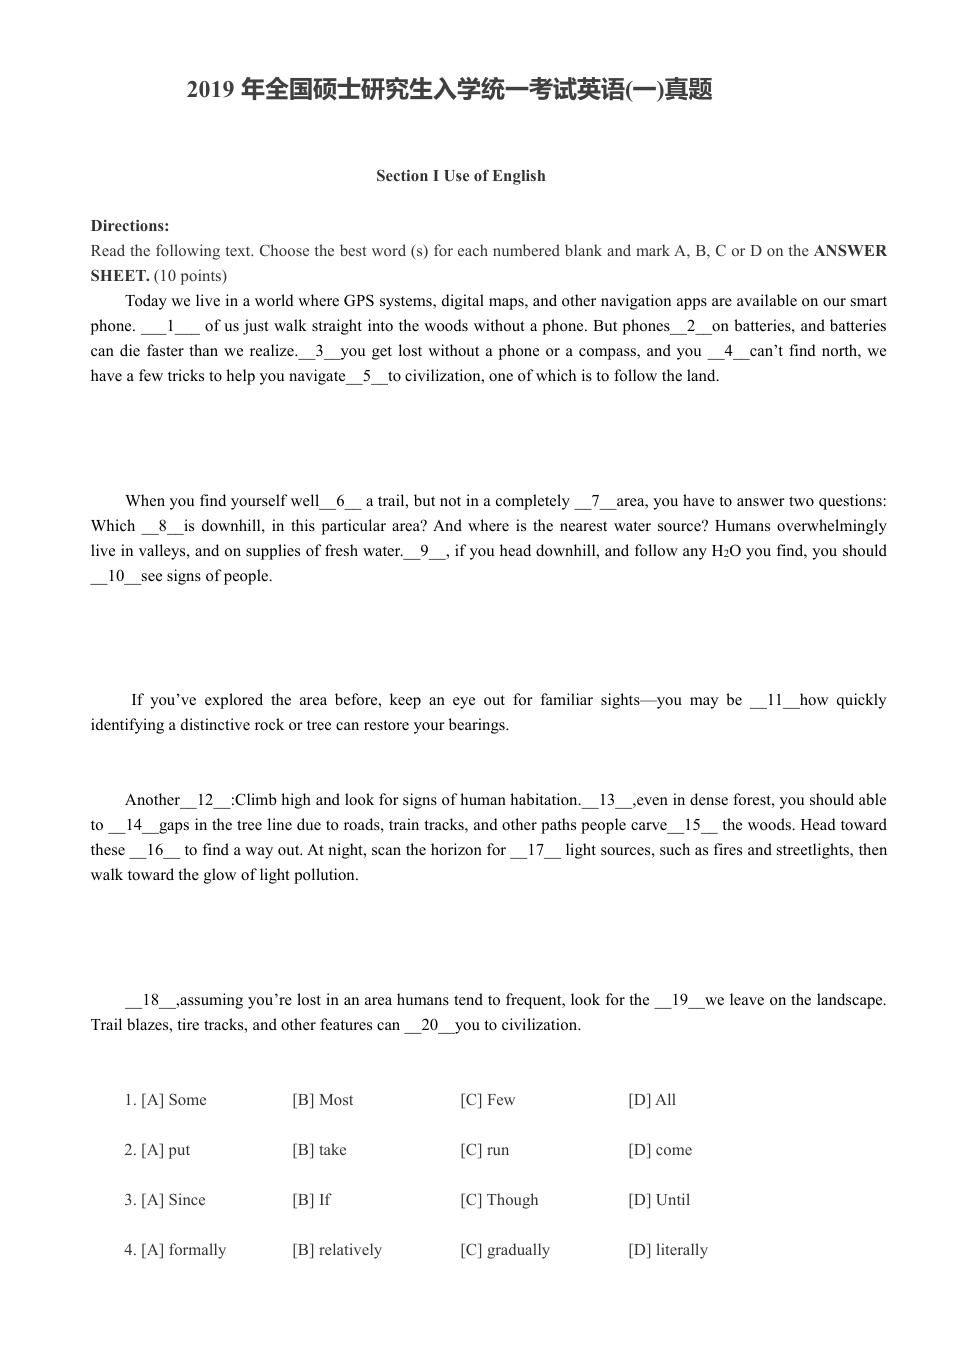 2019 年全国硕士研究生入学统一考试英语(一)真题
Section I Use of English
Directions:
Read the following text. Choose the best word (s) for each numbered blank and mark A, B, C or D on the ANSWER
SHEET. (10 points)
Today we live in a world where GPS systems, digital maps, and other navigation apps are available on our smart
phone. ___1___ of us just walk straight into the woods without a phone. But phones__2__on batteries, and batteries
can die faster than we realize.__3__you get lost without a phone or a compass, and you __4__can’t find north, we
have a few tricks to help you navigate__5__to civilization, one of which is to follow the land.
When you find yourself well__6__ a trail, but not in a completely __7__area, you have to answer two questions:
Which __8__is downhill, in this particular area? And where is the nearest water source? Humans overwhelmingly
live in valleys, and on supplies of fresh water.__9__, if you head downhill, and follow any H2O you find, you should
__10__see signs of people.
If you’ve explored the area before, keep an eye out for familiar sights—you may be __11__how quickly
identifying a distinctive rock or tree can restore your bearings.
Another__12__:Climb high and look for signs of human habitation.__13__,even in dense forest, you should able
to __14__gaps in the tree line due to roads, train tracks, and other paths people carve__15__ the woods. Head toward
these __16__ to find a way out. At night, scan the horizon for __17__ light sources, such as fires and streetlights, then
walk toward the glow of light pollution.
__18__,assuming you’re lost in an area humans tend to frequent, look for the __19__we leave on the landscape.
Trail blazes, tire tracks, and other features can __20__you to civilization.
1. [A] Some [B] Most [C] Few [D] All
2. [A] put [B] take [C] run [D] come
3. [A] Since [B] If [C] Though [D] Until
4. [A] formally [B] relatively [C] gradually [D] literally